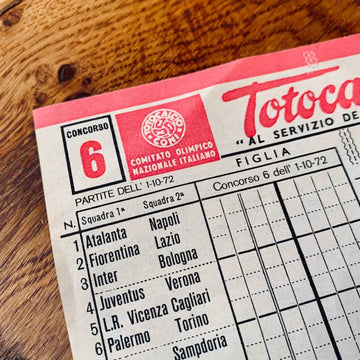 CONCORSO
6
TOTOCALCIO
CONI
COMITATO OLIMPICO
NAZIONALE ITALIANO
Totoca
"AL SERVIZIO DE
FIGLIA
PARTITE DELL' 1-10-72
Concorso 6 dell' 1-10-72
N. Squadra 1ª Squadra 2ª
1 Atalanta Napoli
2 Fiorentina Lazio
3 Inter Bologna
4 Juventus Verona
5 L.R. Vicenza Cagliari
6 Palermo Torino
Sampdoria